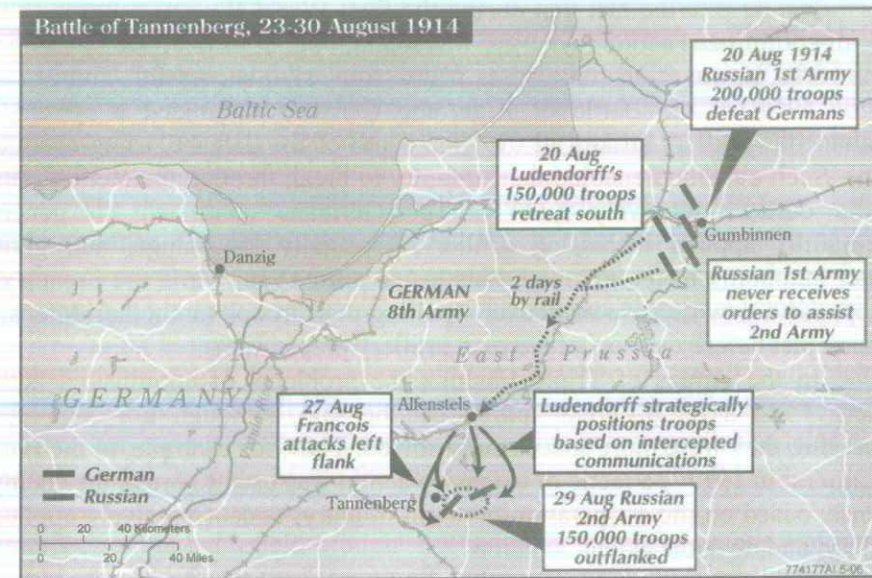 Battle of Tannenberg, 23-30 August 1914
Baltic Sea
20 Aug 1914
Russian 1st Army
200,000 troops
defeat Germans
20 Aug
Ludendorff's
150,000 troops
retreat south
Gumbinnen
Danzig
2 days
by rail
GERMAN
8th Army
Russian 1st Army
never receives
orders to assist
2nd Army
East Prussia
GERMANY
Vistula River
27 Aug
Francois
attacks left
flank
Allenstels
Ludendorff strategically
positions troops
based on intercepted
communications
German
Russian
Tannenberg
29 Aug Russian
2nd Army
150,000 troops
outflanked
0 20 40 Kilometers
0 20 40 Miles
774177AI 5-06